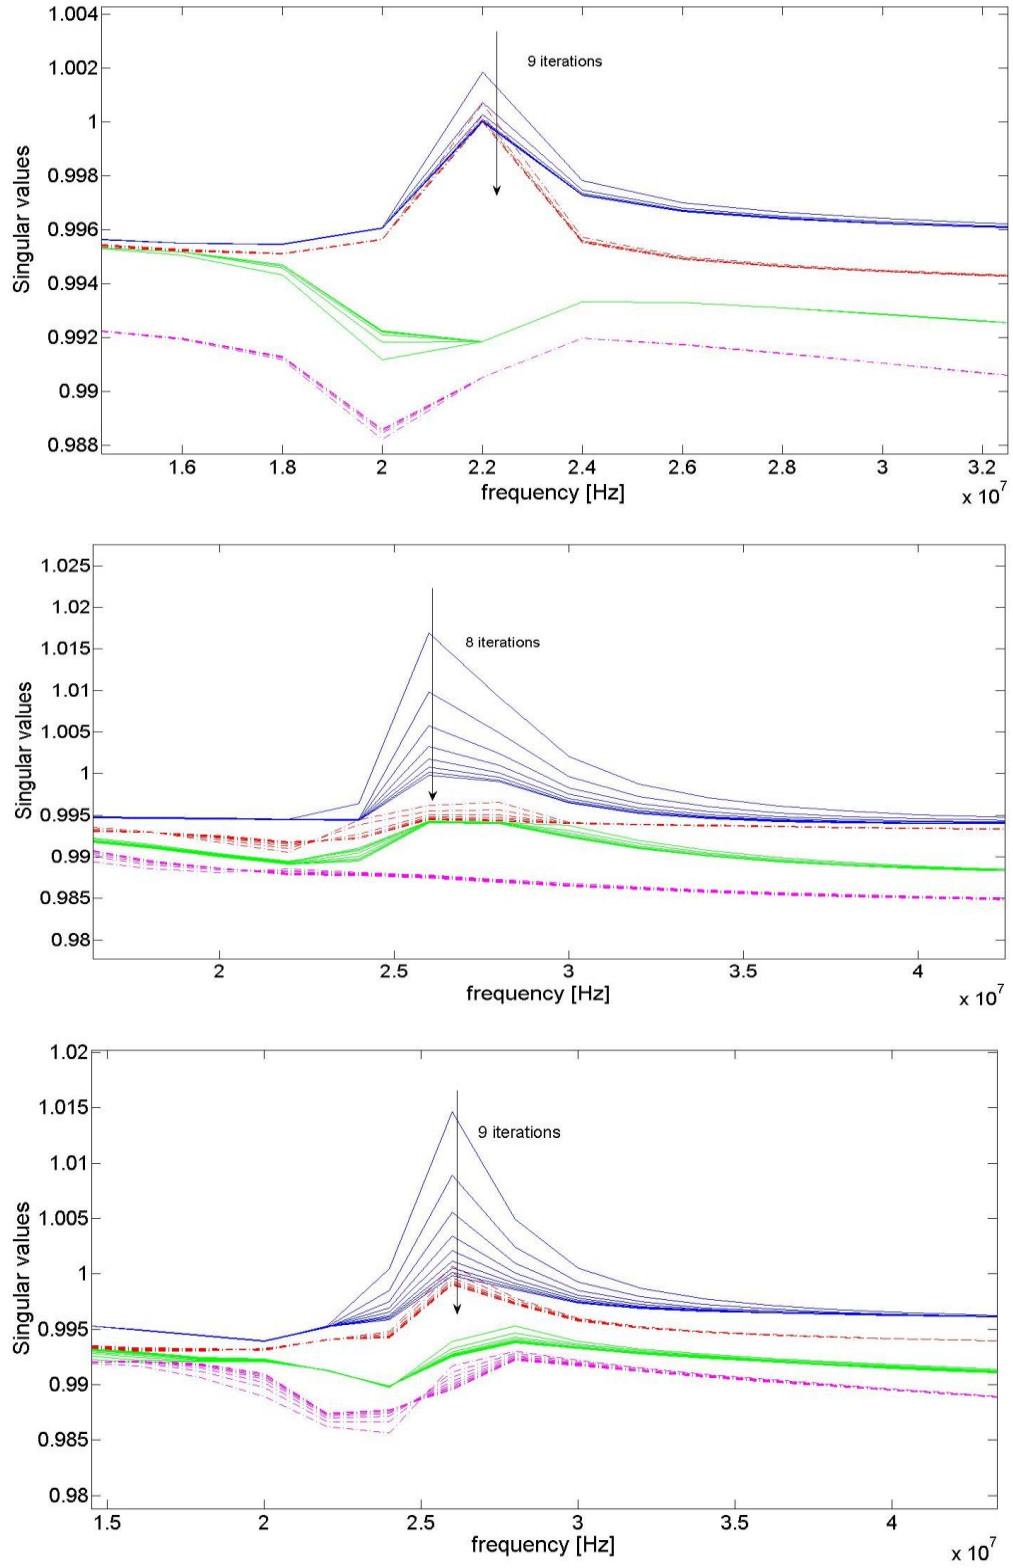 1.004
1.002
9 iterations
1
0.998
0.996
0.994
0.992
0.99
0.988
Singular values
1.6 1.8 2 2.2 2.4 2.6 2.8 3 3.2
frequency [Hz]
x 10^7
1.025
1.02
8 iterstions
1.015
1.01
1.005
1
0.995
0.99
0.985
0.98
Singular values
2 2.5 3 3.5 4
frequency [Hz]
x 10^7
1.02
1.015
9 iterations
1.01
1.005
1
0.995
0.99
0.985
0.98
Singular values
1.5 2 2.5 3 3.5 4
frequency [Hz]
x 10^7